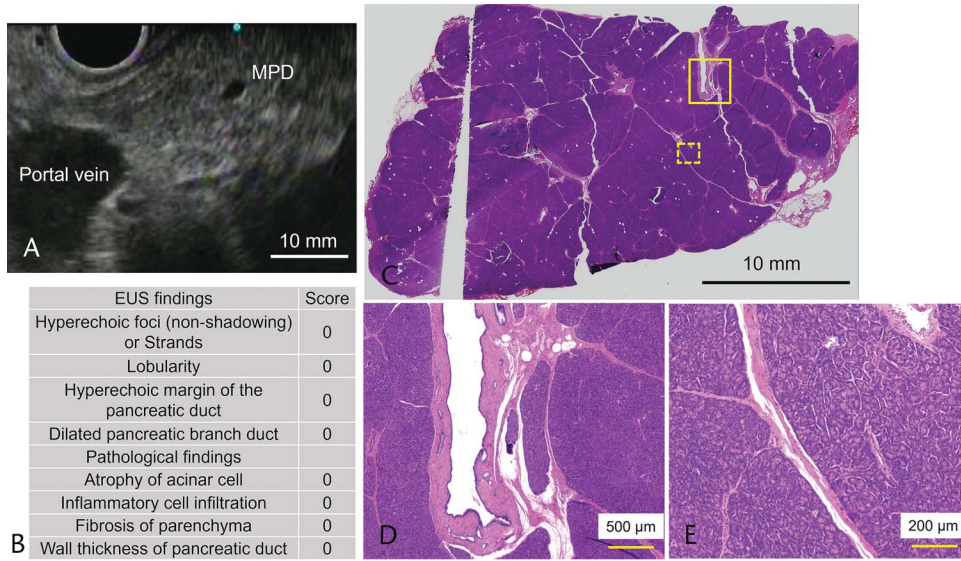 MPD
Portal vein
A
10 mm
EUS findings Score
Hyperechoic foci (non-shadowing)
or Strands 0
Lobularity 0
Hyperechoic margin of the
pancreatic duct 0
Dilated pancreatic branch duct 0
Pathological findings
Atrophy of acinar cell 0
Inflammatory cell infiltration 0
Fibrosis of parenchyma 0
Wall thickness of pancreatic duct 0
B
C
10 mm
D
500 μm
E
200 μm